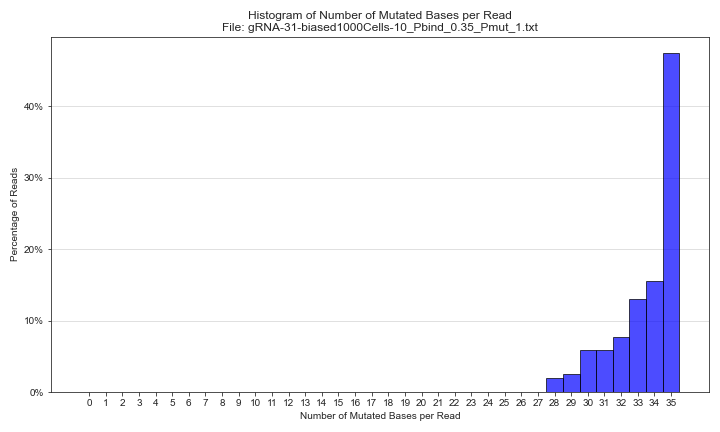 Histogram of Number of Mutated Bases per Read
File: gRNA-31-biased1000Cells-10_Pbind_0.35_Pmut_1.txt
Percentage of Reads
40%
30%
20%
10%
0%
0 1 2 3 4 5 6 7 8 9 10 11 12 13 14 15 16 17 18 19 20 21 22 23 24 25 26 27 28 29 30 31 32 33 34 35
Number of Mutated Bases per Read